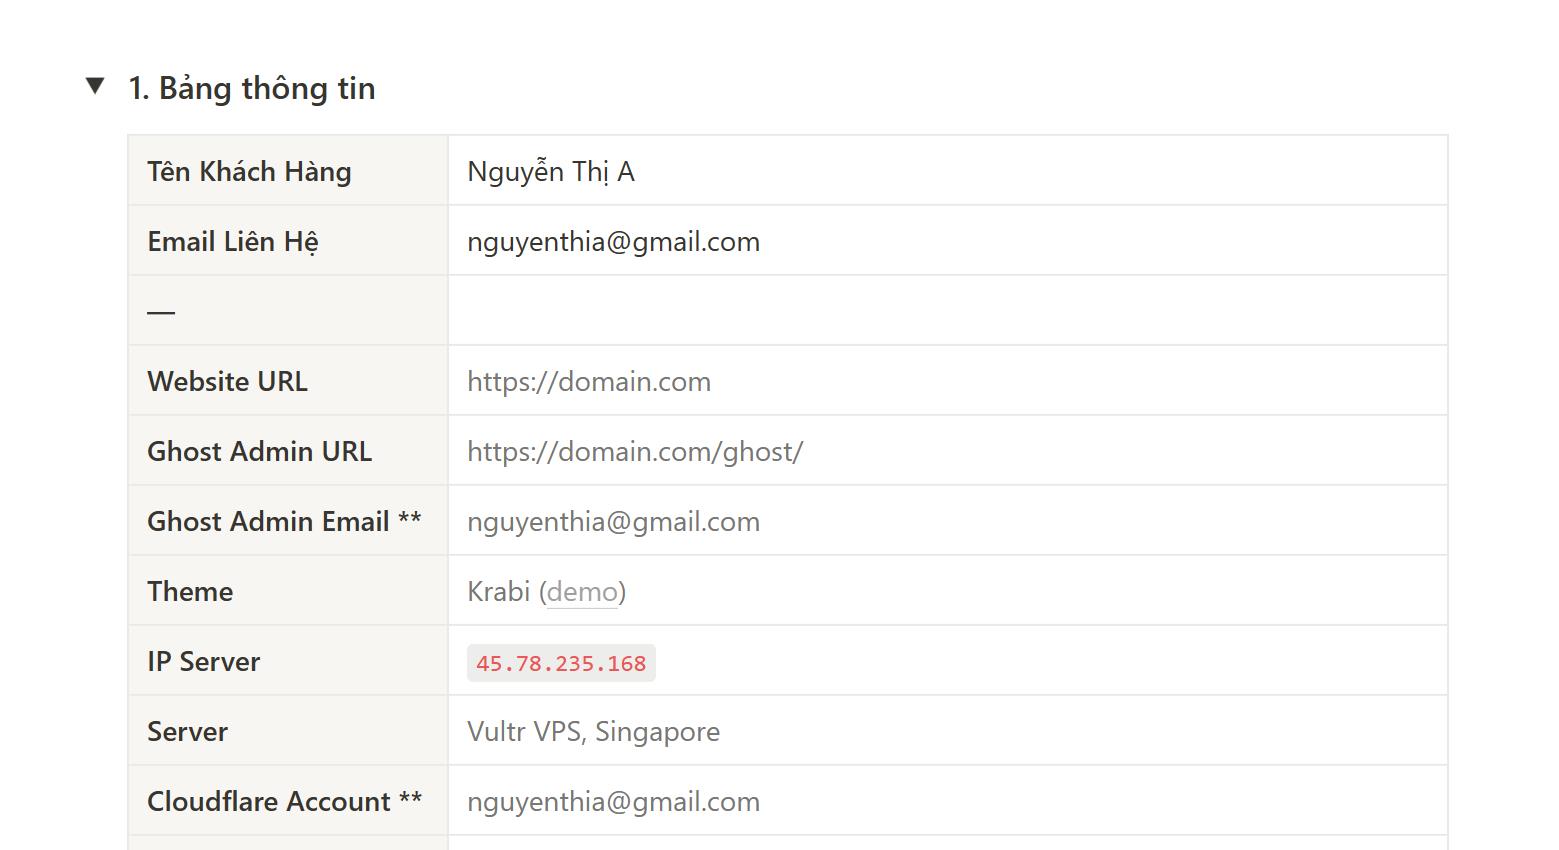 ▼ 1. Bảng thông tin
Tên Khách Hàng Nguyễn Thị A
Email Liên Hệ nguyenthia@gmail.com
—
Website URL https://domain.com
Ghost Admin URL https://domain.com/ghost/
Ghost Admin Email ** nguyenthia@gmail.com
Theme Krabi (demo)
IP Server 45.78.235.168
Server Vultr VPS, Singapore
Cloudflare Account ** nguyenthia@gmail.com